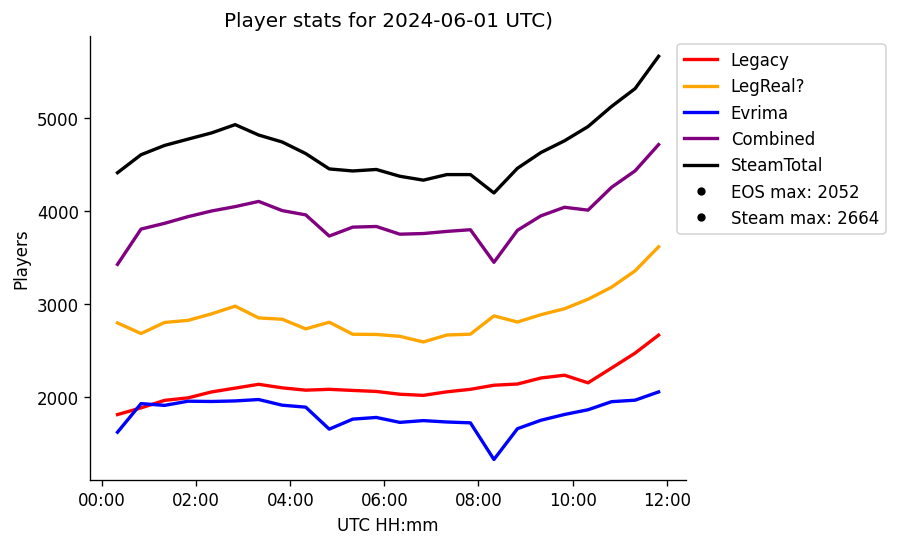 Player stats for 2024-06-01 UTC)
Legacy
LegReal?
Evrima
Combined
SteamTotal
EOS max: 2052
Steam max: 2664
Players
5000
4000
3000
2000
00:00 02:00 04:00 06:00 08:00 10:00 12:00
UTC HH:mm